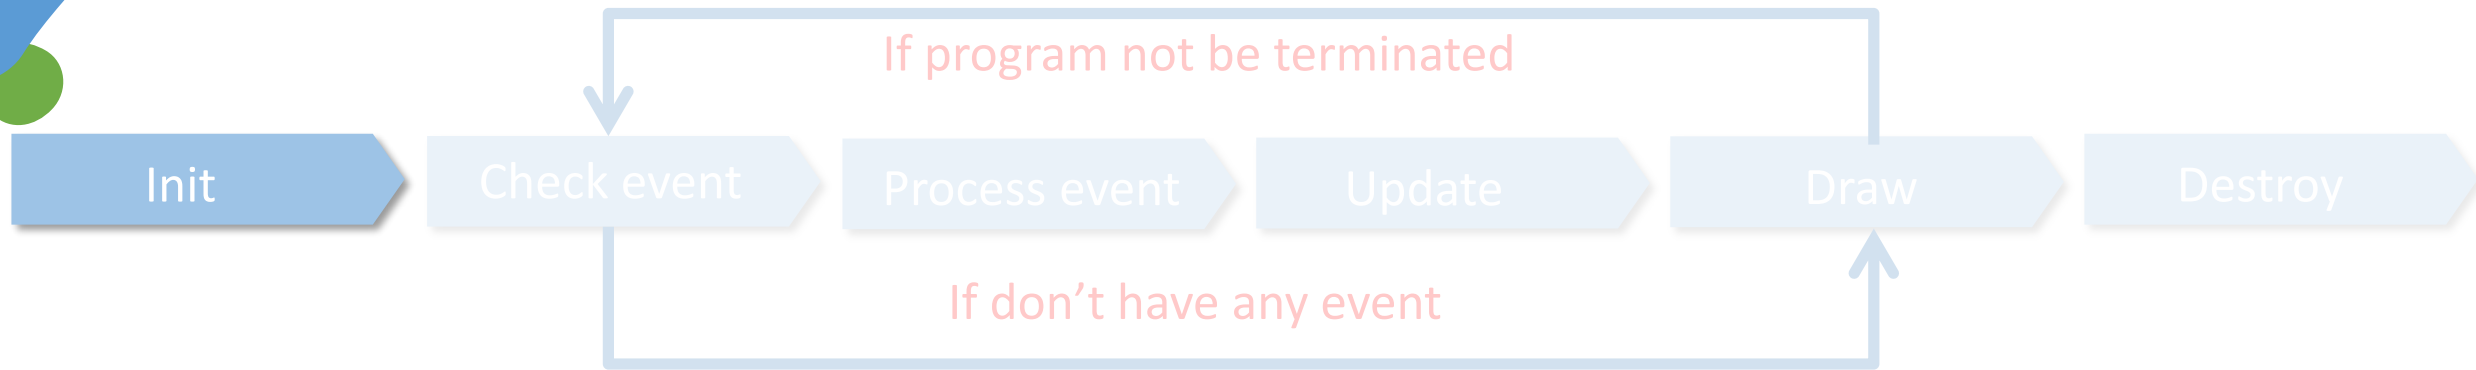 If program not be terminated
Init
Check event
Process event
Update
Draw
Destroy
If don't have any event